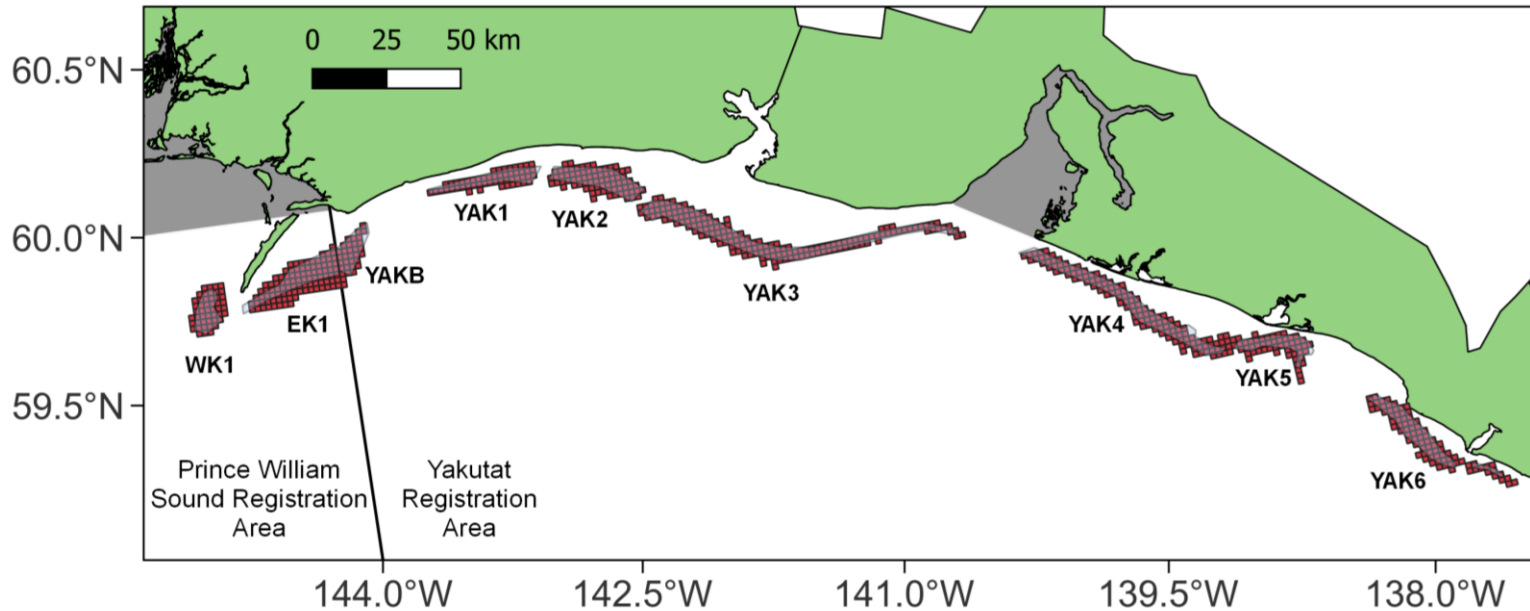 0 25 50 km
60.5°N
60.0°N
59.5°N
YAK1
YAK2
YAKB
YAK3
EK1
YAK4
WK1
YAK5
YAK6
Prince William
Sound Registration
Area
Yakutat
Registration
Area
144.0°W 142.5°W 141.0°W 139.5°W 138.0°W